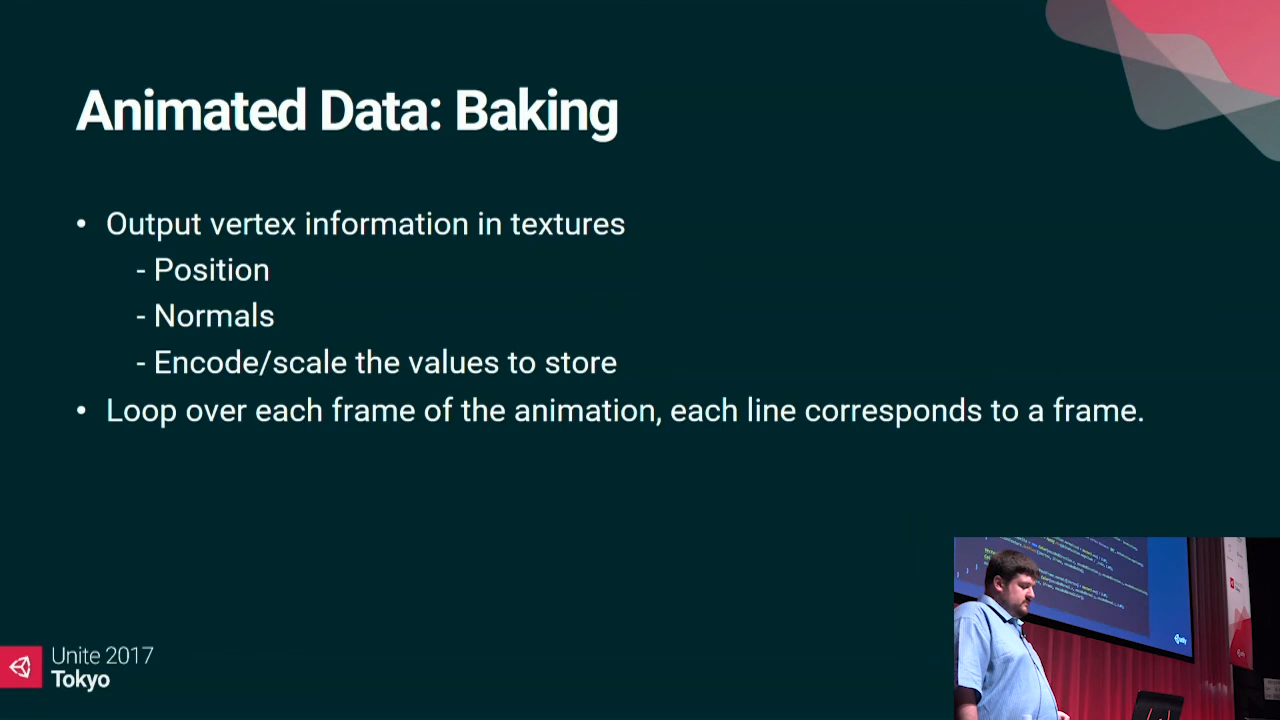 Animated Data: Baking
• Output vertex information in textures
- Position
- Normals
- Encode/scale the values to store
• Loop over each frame of the animation, each line corresponds to a frame.
Unite 2017
Tokyo